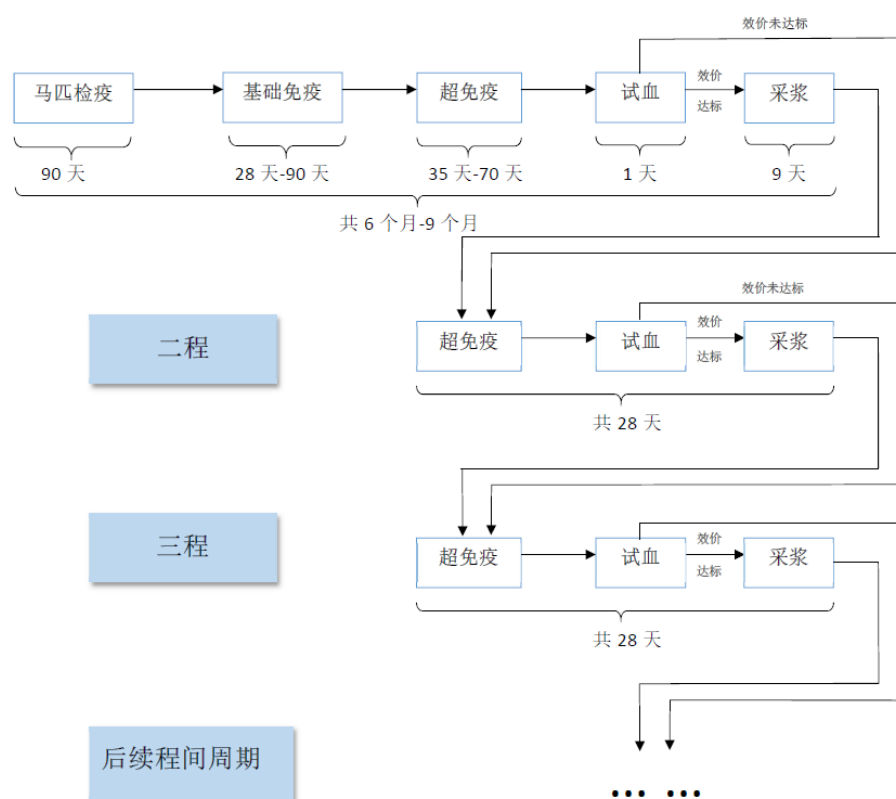 效价未达标
马匹检疫
基础免疫
超免疫
试血
效价
达标
采浆
90 天
28 天-90 天
35 天-70 天
1 天
9 天
共 6 个月-9 个月
效价未达标
二程
超免疫
试血
效价
达标
采浆
共 28 天
三程
超免疫
试血
效价
达标
采浆
共 28 天
后续程间周期
... ...